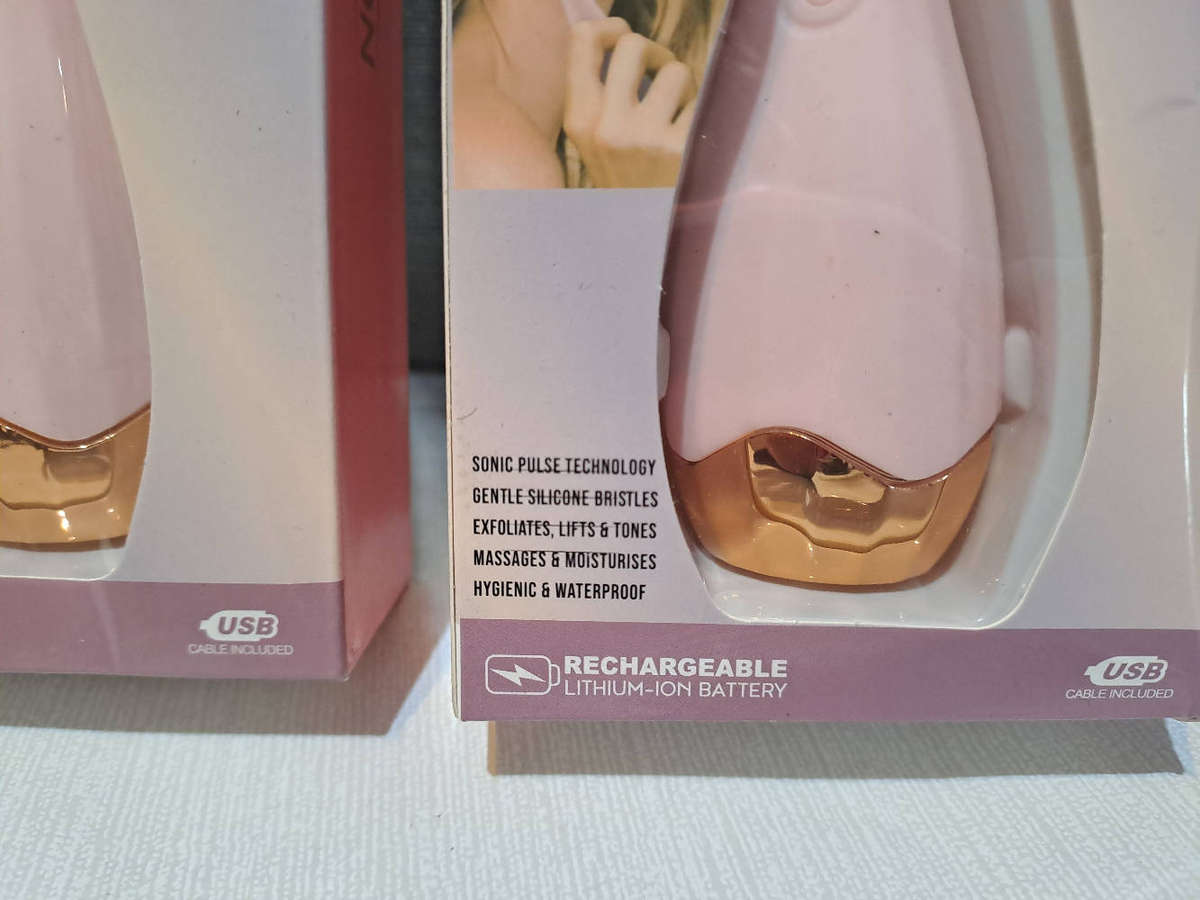 USB
CABLE INCLUDED
SONIC PULSE TECHNOLOGY
GENTLE SILICONE BRISTLES
EXFOLIATES, LIFTS & TONES
MASSAGES & MOISTURISES
HYGIENIC & WATERPROOF
RECHARGEABLE
LITHIUM-ION BATTERY
USB
CABLE INCLUDED